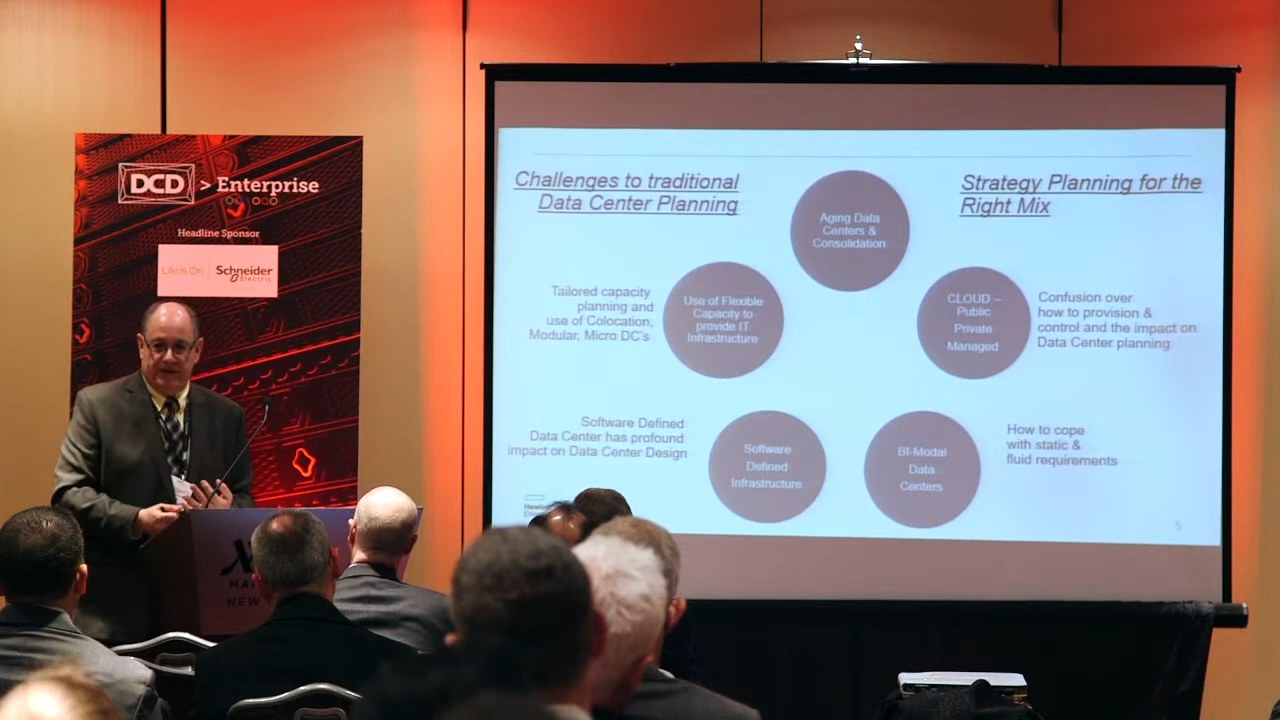 DCD > Enterprise
Headline Sponsor
Life Is On
Schneider
Electric
Challenges to traditional
Data Center Planning
Strategy Planning for the
Right Mix
Aging Data
Centers &
Consolidation
Tailored capacity
planning and
use of Colocation,
Modular, Micro DC's
Use of Flexible
Capacity to
provide IT
Infrastructure
CLOUD –
Public
Private
Managed
Confusion over
how to provision &
control and the impact on
Data Center planning
Software Defined
Data Center has profound
impact on Data Center Design
Software
Defined
Infrastructure
BI-Modal
Data
Centers
How to cope
with static &
fluid requirements
5
NEW